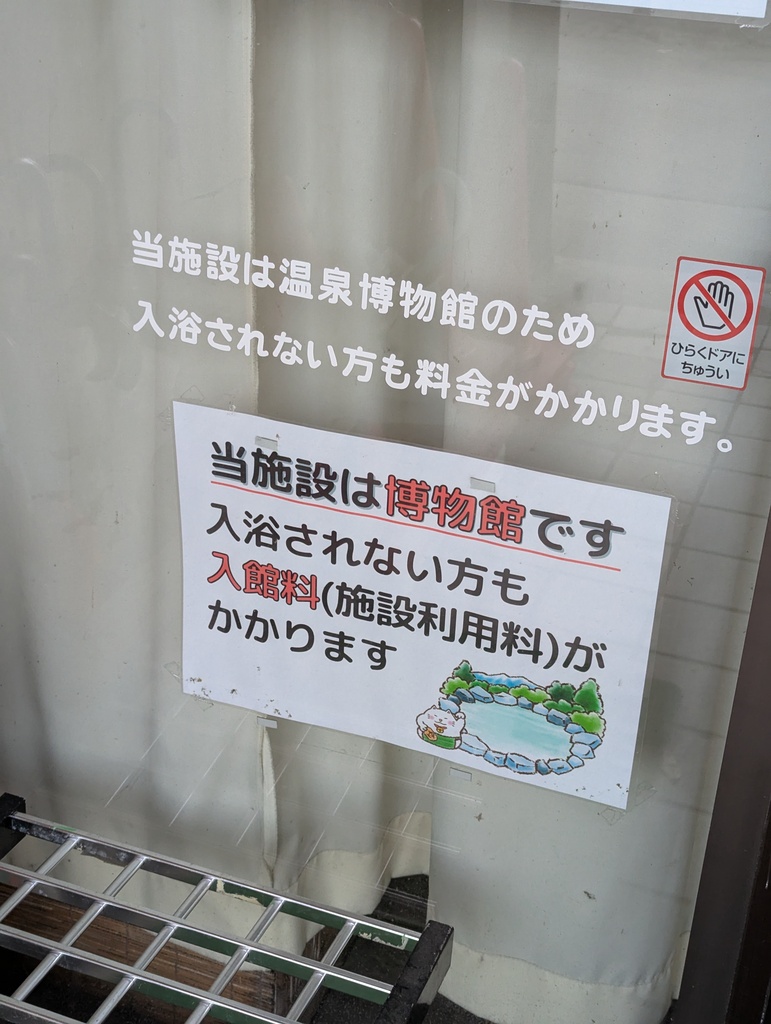 当施設は温泉博物館のため
入浴されない方も料金がかかります。
ひらくドアに
ちゅうい
当施設は博物館です
入浴されない方も
入館料(施設利用料)が
かかります